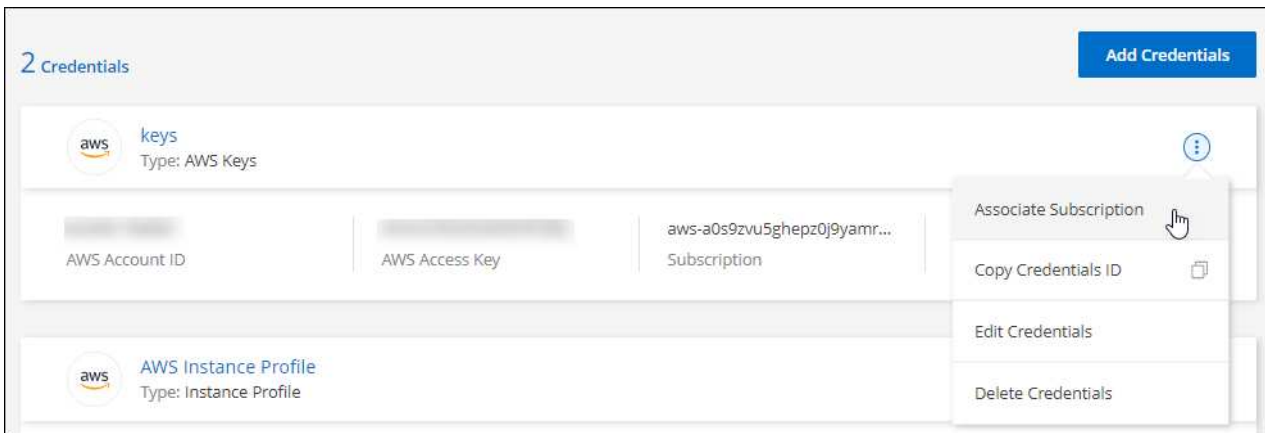 2 Credentials
Add Credentials
aws
keys
Type: AWS Keys
Associate Subscription
aws-a0s9zvu5ghepz0j9yamr...
AWS Account ID
AWS Access Key
Subscription
Copy Credentials ID
Edit Credentials
aws
AWS Instance Profile
Type: Instance Profile
Delete Credentials